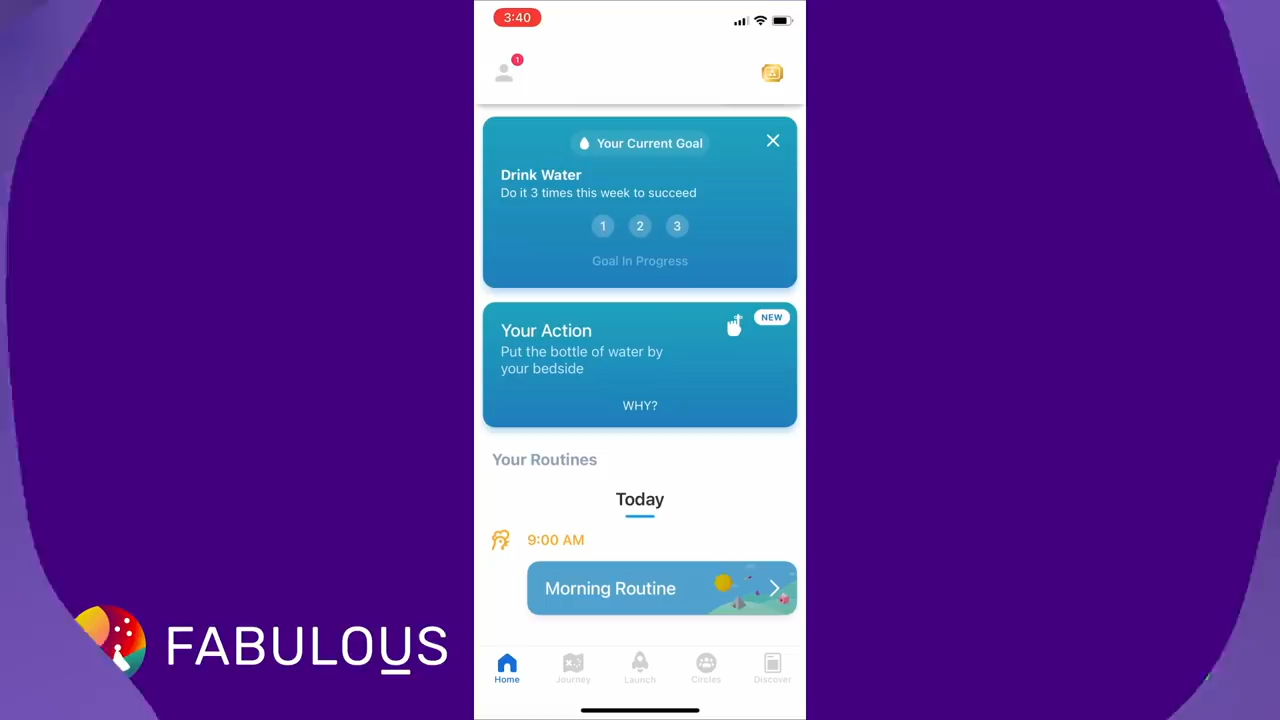 3:40
1
Your Current Goal
Drink Water
Do it 3 times this week to succeed
1 2 3
Goal In Progress
NEW
Your Action
Put the bottle of water by
your bedside
WHY?
Your Routines
Today
9:00 AM
Morning Routine
FABULOUS
Home Journey Launch Circles Discover